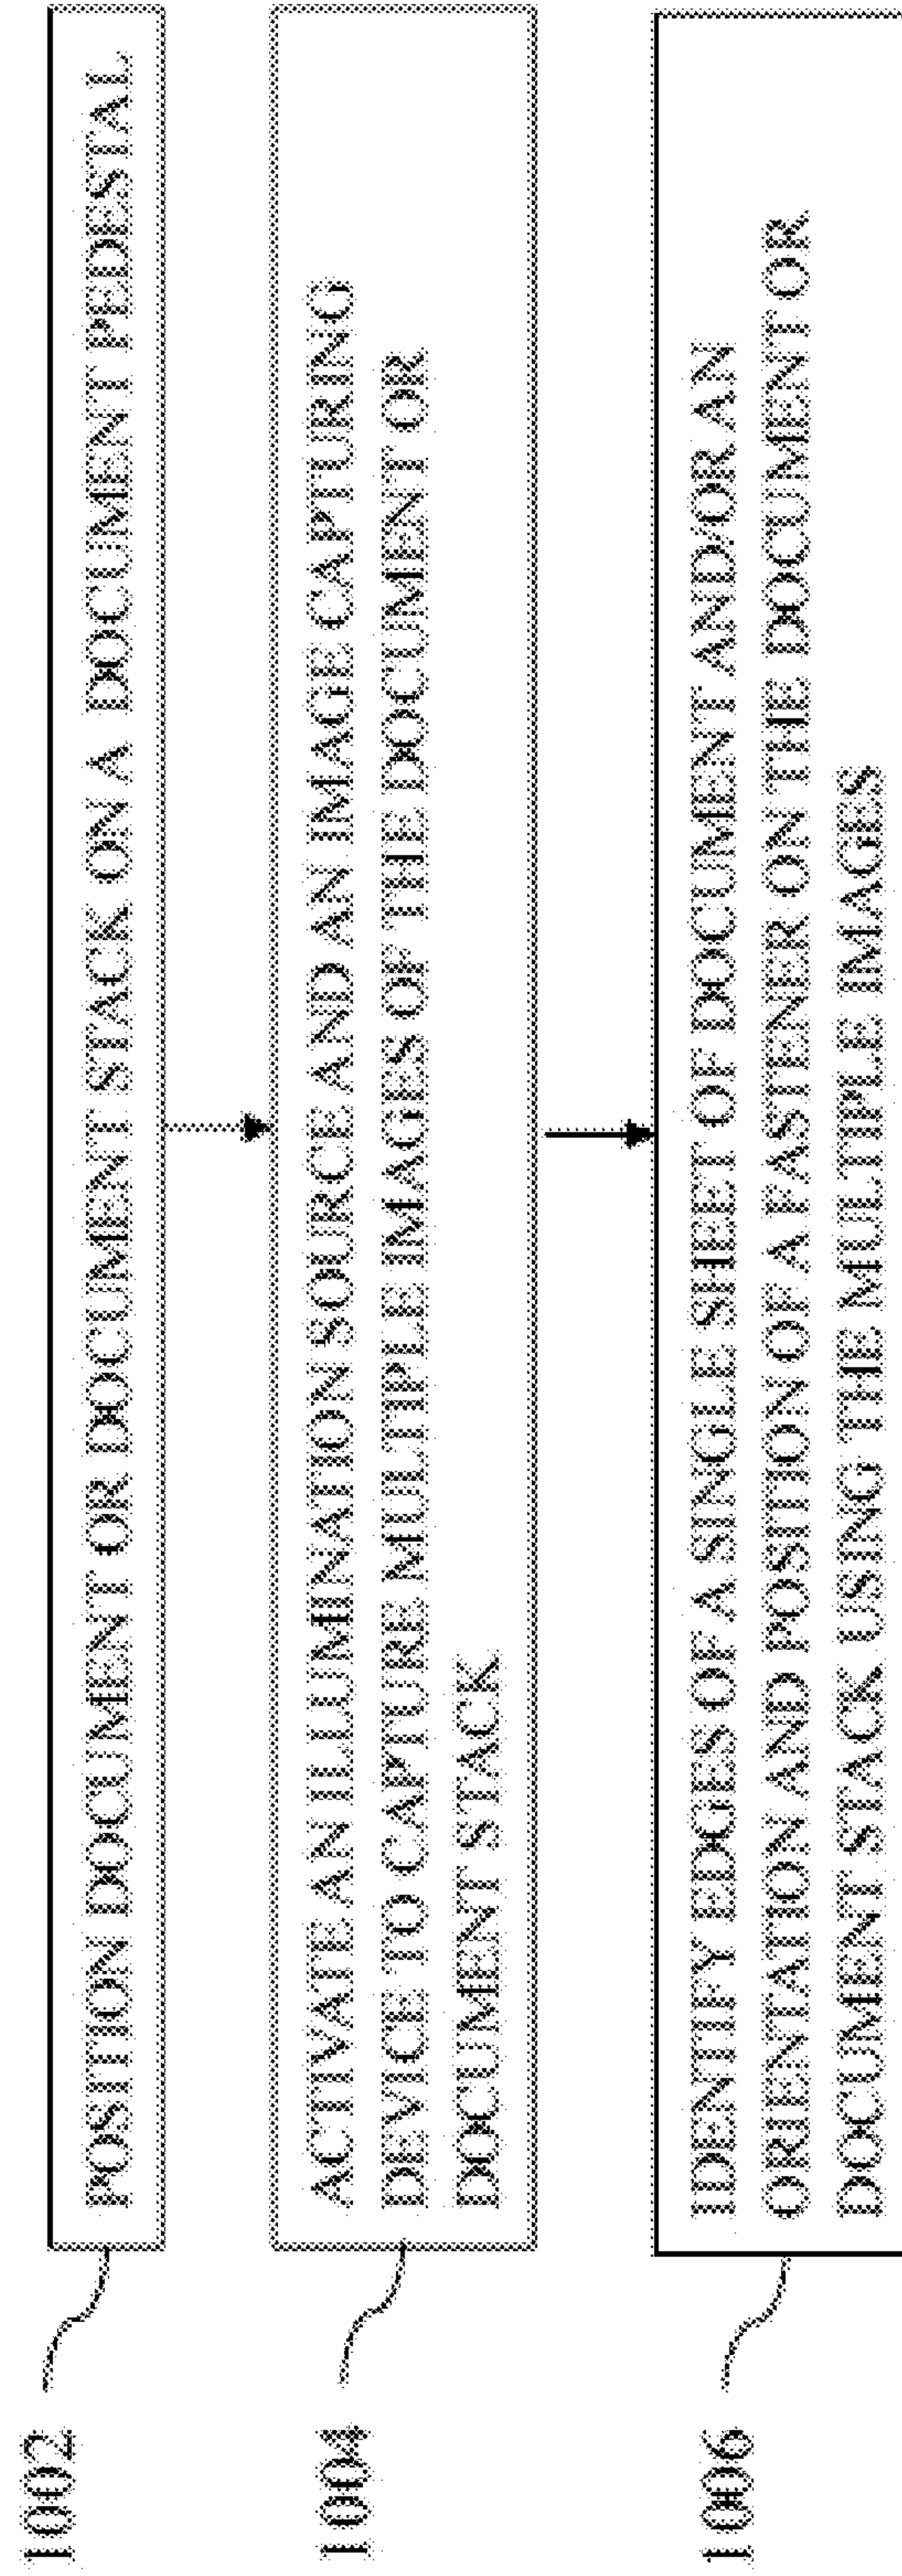 1002
POSITION DOCUMENT OR DOCUMENT STACK ON A DOCUMENT PEDESTAL
1004
ACTIVATE AN ILLUMINATION SOURCE AND AN IMAGE CAPTURING
DEVICE TO CAPTURE MULTIPLE IMAGES OF THE DOCUMENT OR
DOCUMENT STACK
1006
IDENTIFY EDGES OF A SINGLE SHEET OF DOCUMENT AND/OR AN
ORIENTATION AND POSITION OF A FASTENER ON THE DOCUMENT OR
DOCUMENT STACK USING THE MULTIPLE IMAGES